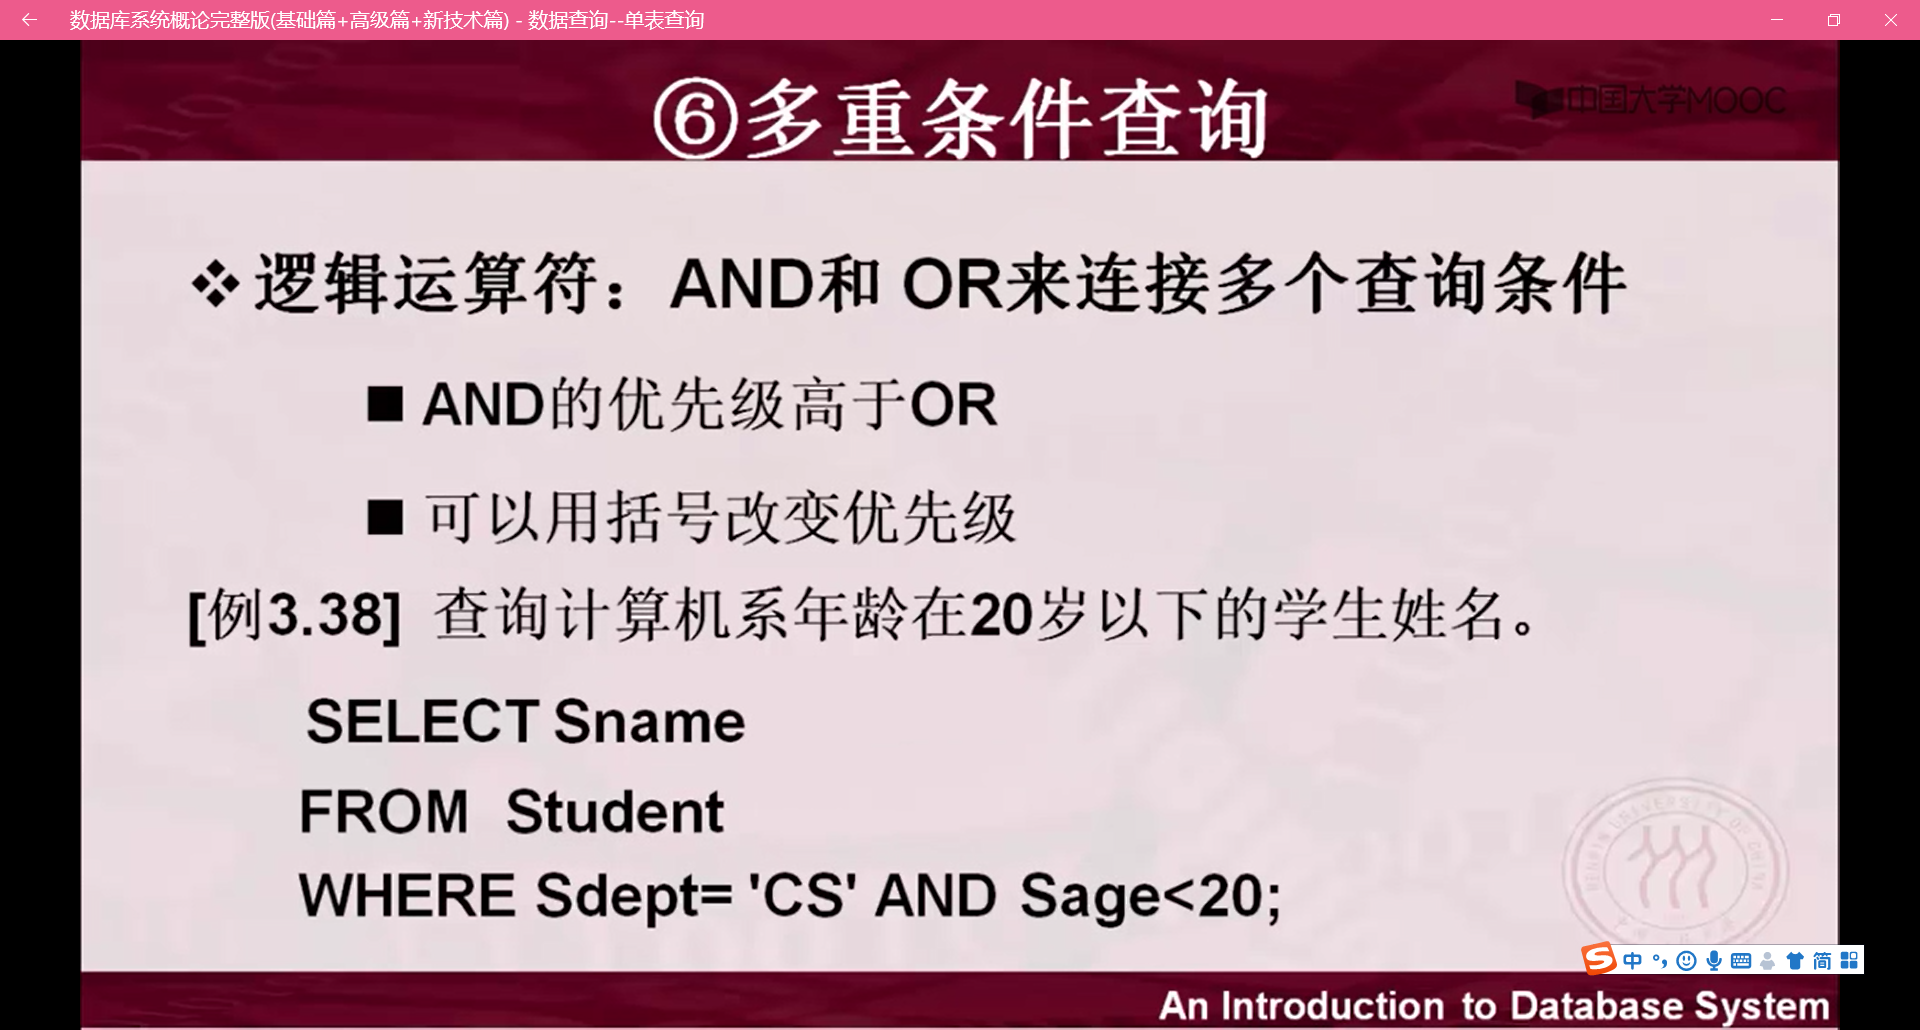 数据库系统概论完整版(基础篇+高级篇+新技术篇) - 数据查询--单表查询
⑥多重条件查询
中国大学MOOC
❖逻辑运算符：AND和 OR来连接多个查询条件
■ AND的优先级高于OR
■ 可以用括号改变优先级
[例3.38] 查询计算机系年龄在20岁以下的学生姓名。
SELECT Sname
FROM Student
WHERE Sdept= 'CS' AND Sage<20;
RENMIN UNIVERSITY OF CHINA
S中°,简
An Introduction to Database System